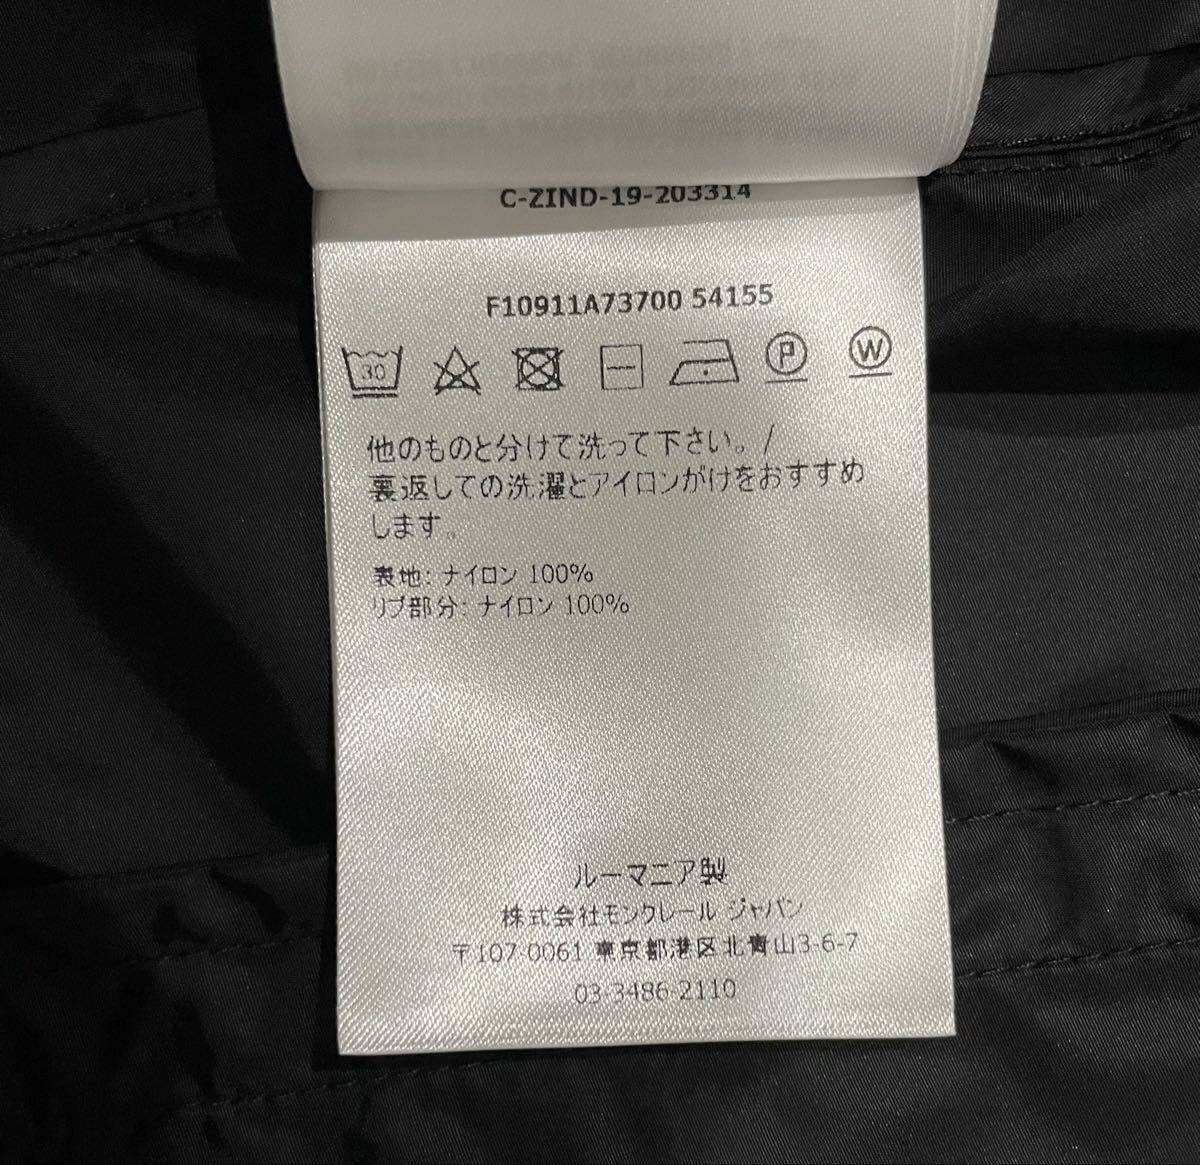 C-ZIND-19-203314
F10911A73700 54155
30
P
W
他のものと分けて洗って下さい。/
裏返しての洗濯とアイロンがけをおすすめ
します。
表地: ナイロン 100%
リブ部分: ナイロン 100%
ルーマニア製
株式会社モンクレール ジャパン
〒107-0061 東京都港区北青山3-6-7
03-3486-2110